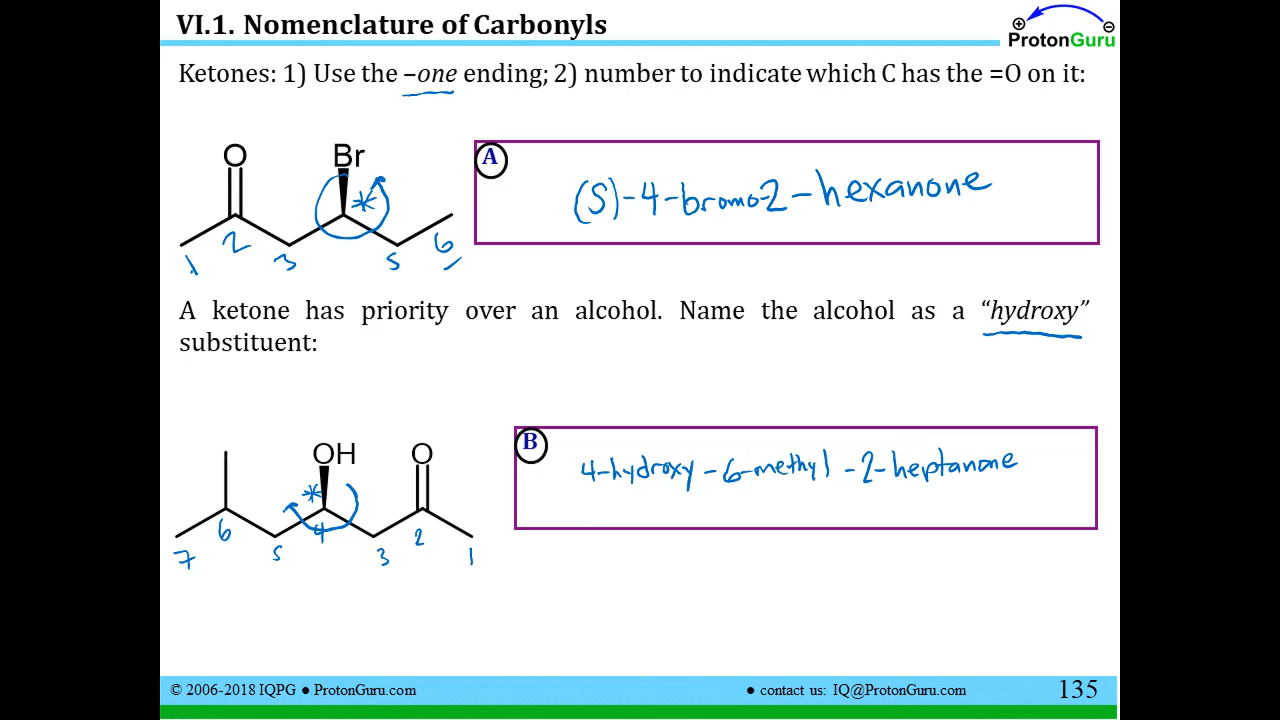 VI.1. Nomenclature of Carbonyls
ProtonGuru
Ketones: 1) Use the –one ending; 2) number to indicate which C has the =O on it:
O
Br
A
(S)-4-bromo-2-hexanone
*
1 2 3 5 6
A ketone has priority over an alcohol. Name the alcohol as a “hydroxy”
substituent:
OH
O
B
4-hydroxy-6-methyl-2-heptanone
*
7 6 5 4 3 2 1
© 2006-2018 IQPG ● ProtonGuru.com
● contact us: IQ@ProtonGuru.com
135